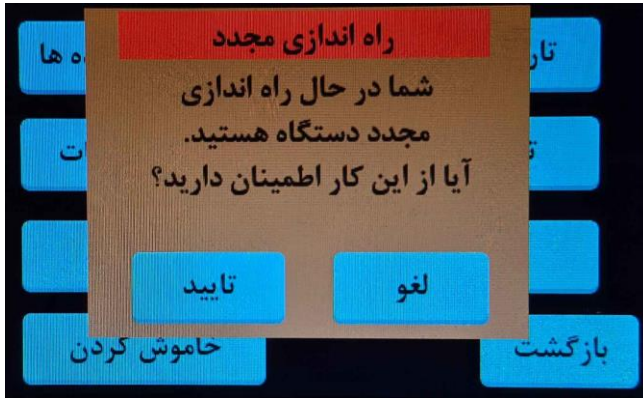 راه اندازی مجدد
شما در حال راه اندازی
مجدد دستگاه هستید.
آیا از این کار اطمینان دارید؟
لغو
تایید
بازگشت
خاموش کردن